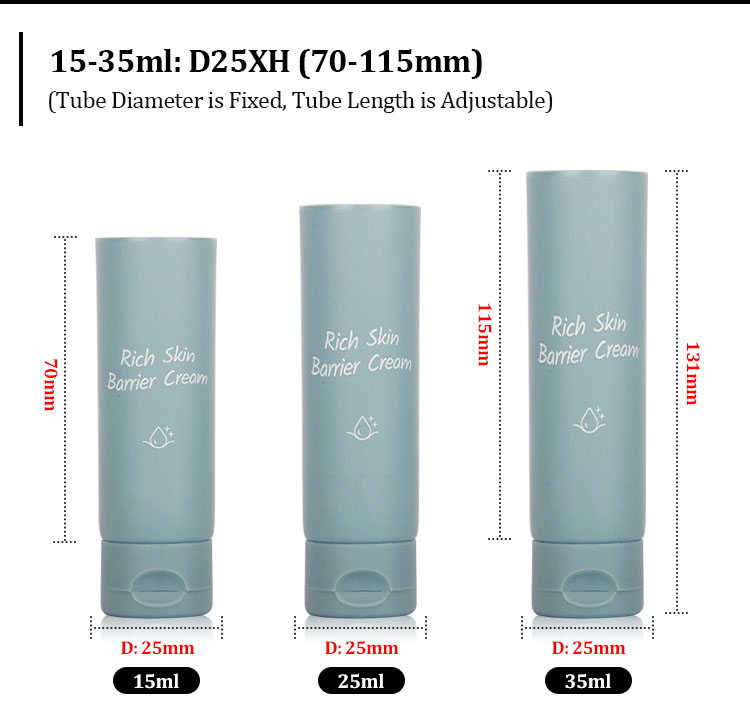 15-35ml: D25XH (70-115mm)
(Tube Diameter is Fixed, Tube Length is Adjustable)
Rich Skin
Barrier Cream
70mm
D: 25mm
15ml
Rich Skin
Barrier Cream
D: 25mm
25ml
115mm
Rich Skin
Barrier Cream
131mm
D: 25mm
35ml